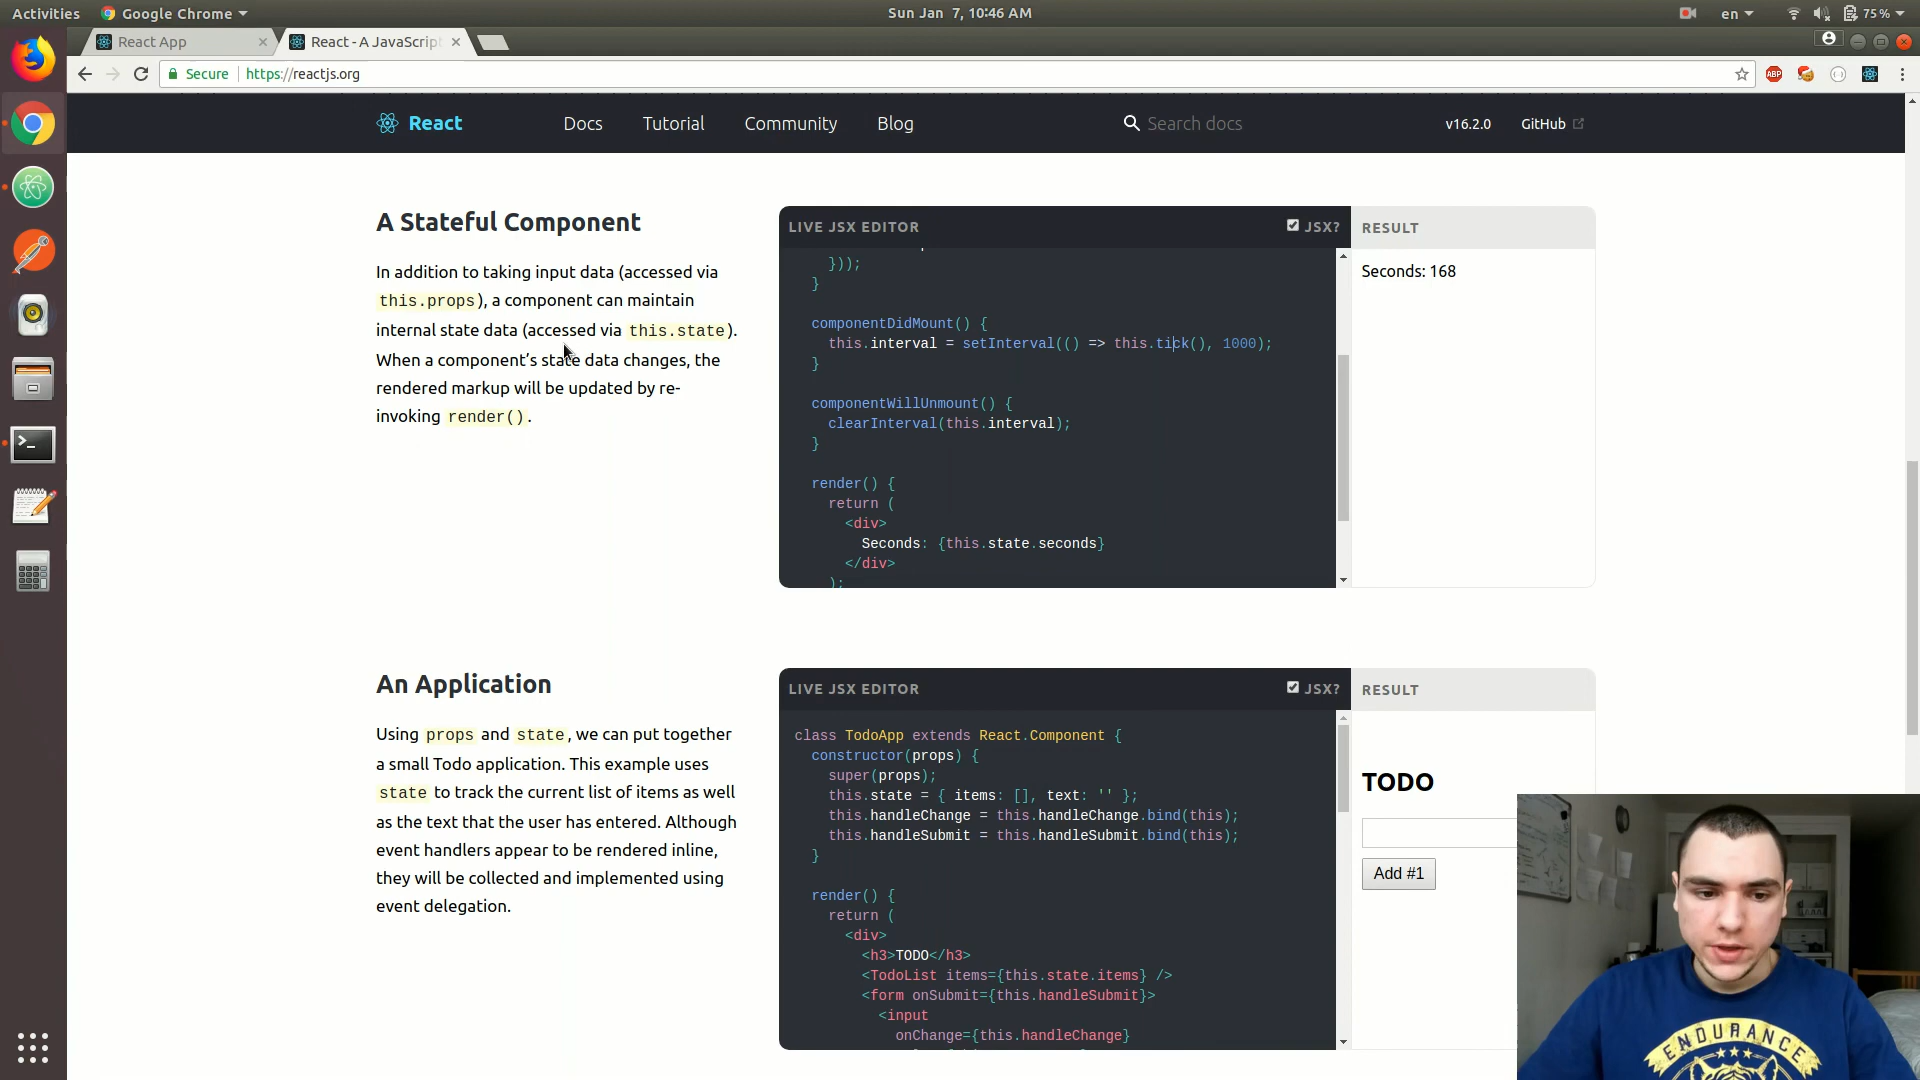 Activities
Google Chrome
Sun Jan 7, 10:46 AM
en
75%
React App
React - A JavaScrip
Secure
https://reactjs.org
ABP
React
Docs
Tutorial
Community
Blog
Search docs
v16.2.0
GitHub
A Stateful Component
In addition to taking input data (accessed via
this.props), a component can maintain
internal state data (accessed via this.state).
When a component's state data changes, the
rendered markup will be updated by re-
invoking render().
LIVE JSX EDITOR
JSX?
}));
}
componentDidMount() {
this.interval = setInterval(() => this.tick(), 1000);
}
componentWillUnmount() {
clearInterval(this.interval);
}
render() {
return (
<div>
Seconds: {this.state.seconds}
</div>
);
RESULT
Seconds: 168
An Application
Using props and state, we can put together
a small Todo application. This example uses
state to track the current list of items as well
as the text that the user has entered. Although
event handlers appear to be rendered inline,
they will be collected and implemented using
event delegation.
LIVE JSX EDITOR
JSX?
class TodoApp extends React.Component {
constructor(props) {
super(props);
this.state = { items: [], text: '' };
this.handleChange = this.handleChange.bind(this);
this.handleSubmit = this.handleSubmit.bind(this);
}
render() {
return (
<div>
<h3>TODO</h3>
<TodoList items={this.state.items} />
<form onSubmit={this.handleSubmit}>
<input
onChange={this.handleChange}
RESULT
TODO
Add #1
ENDURANCE